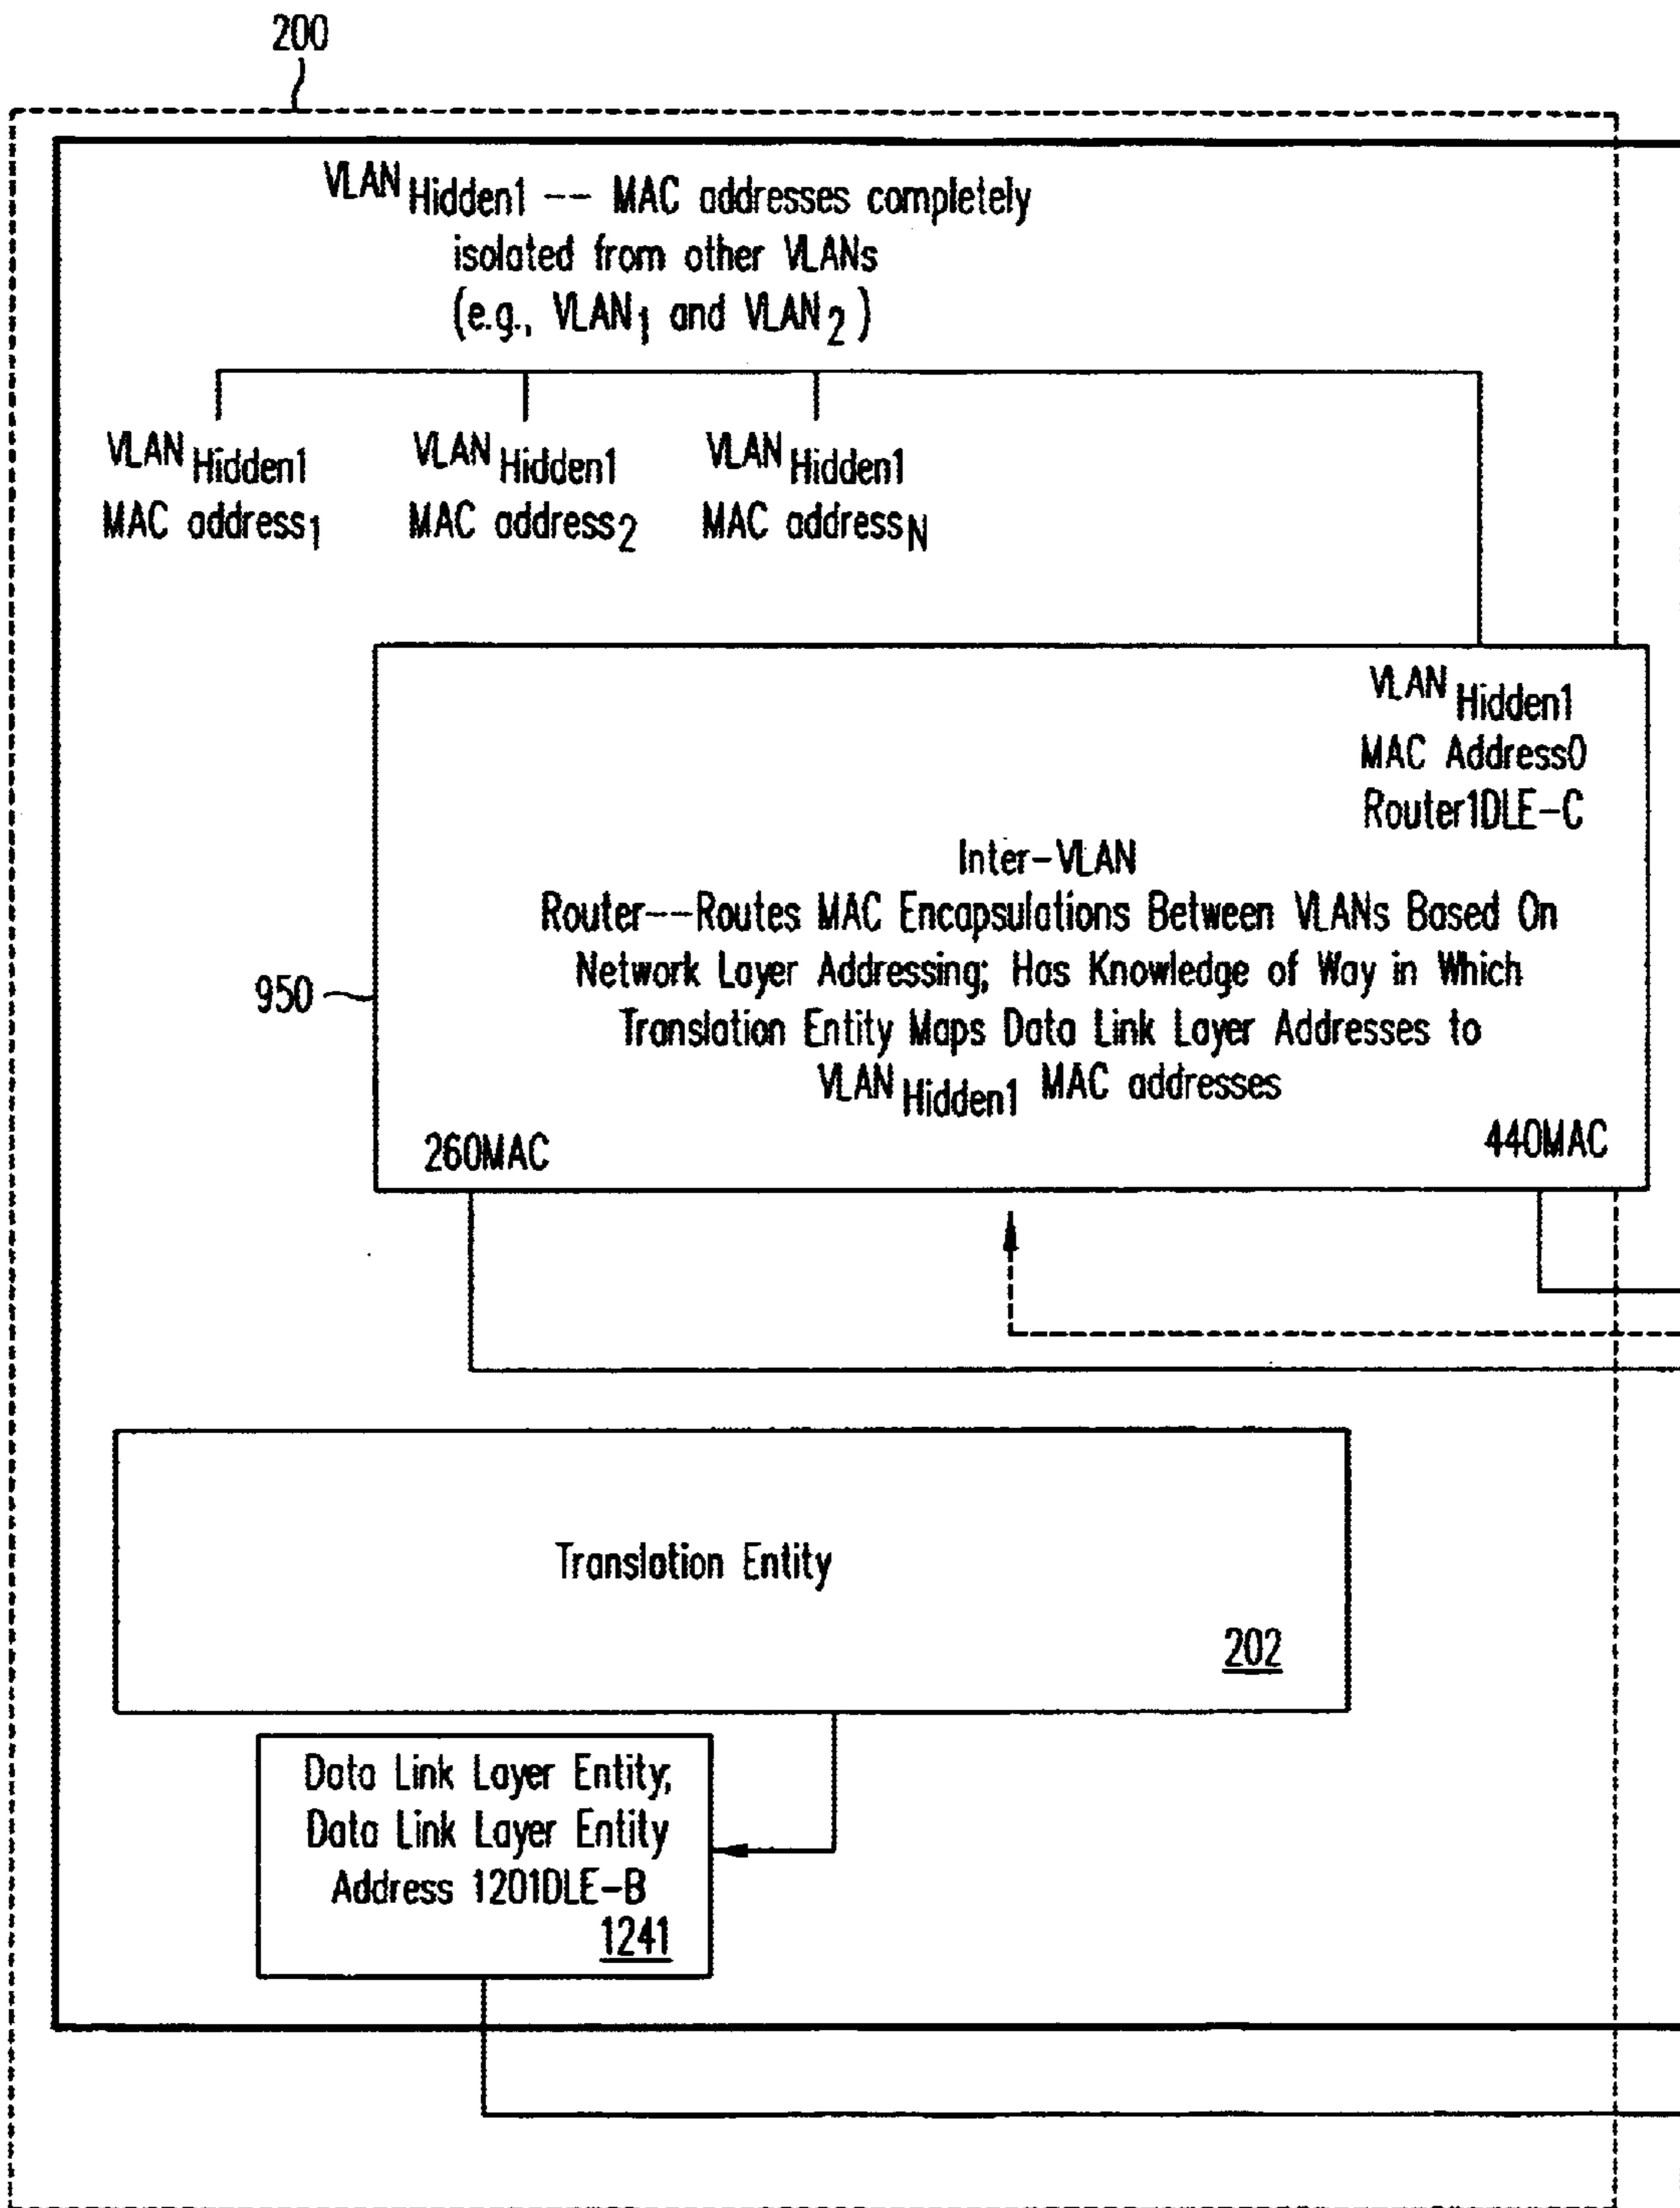 200
VLAN Hidden1 -- MAC addresses completely
isolated from other VLANs
(e.g., VLAN1 and VLAN2)
VLAN Hidden1 VLAN Hidden1 VLAN Hidden1
MAC address1 MAC address2 MAC addressN
VLAN Hidden1
MAC Address0
Router1DLE-C
Inter-VLAN
Router--Routes MAC Encapsulations Between VLANs Based On
Network Layer Addressing; Has Knowledge of Way in Which
950
Translation Entity Maps Data Link Layer Addresses to
VLAN Hidden1 MAC addresses
260MAC 440MAC
Translation Entity
202
Data Link Layer Entity,
Data Link Layer Entity
Address 1201DLE-B
1241